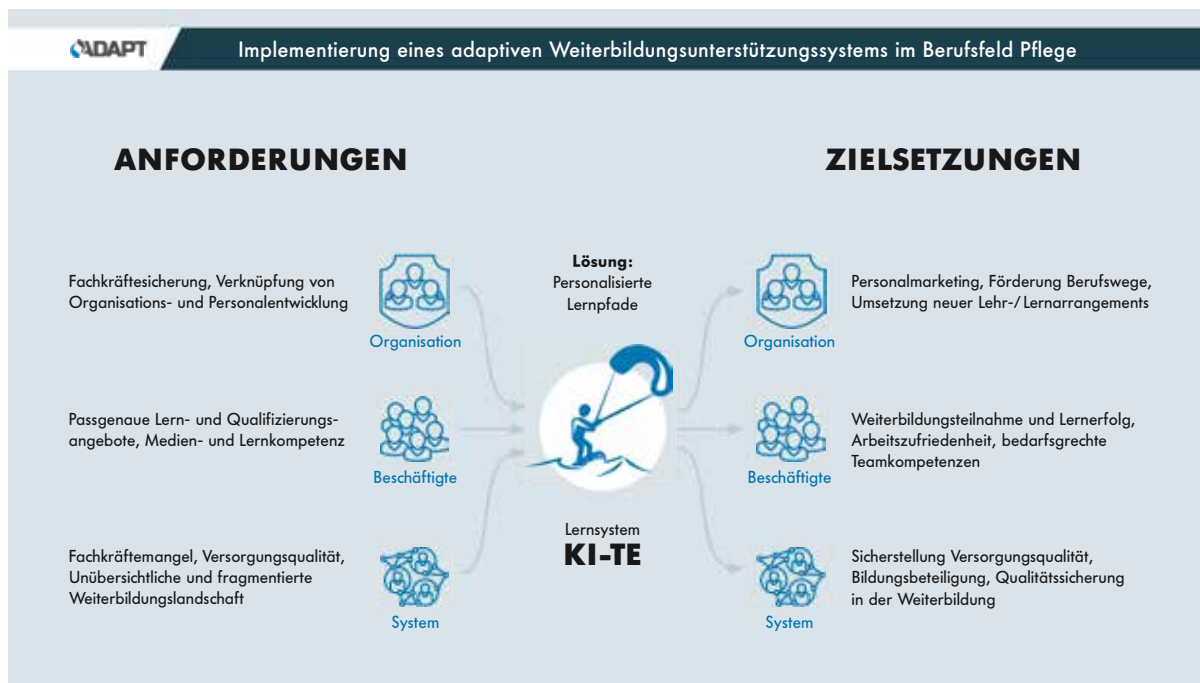 ADAPT
Implementierung eines adaptiven Weiterbildungsunterstützungssystems im Berufsfeld Pflege
ANFORDERUNGEN
Fachkräftesicherung, Verknüpfung von
Organisations- und Personalentwicklung
Organisation
Passgenaue Lern- und Qualifizierungs-
angebote, Medien- und Lernkompetenz
Beschäftigte
Fachkräftemangel, Versorgungsqualität,
Unübersichtliche und fragmentierte
Weiterbildungslandschaft
System
Lösung:
Personalisierte
Lernpfade
Lernsystem
KI-TE
ZIELSETZUNGEN
Organisation
Personalmarketing, Förderung Berufswege,
Umsetzung neuer Lehr-/Lernarrangements
Beschäftigte
Weiterbildungsteilnahme und Lernerfolg,
Arbeitszufriedenheit, bedarfsgrechte
Teamkompetenzen
System
Sicherstellung Versorgungsqualität,
Bildungsbeteiligung, Qualitätssicherung
in der Weiterbildung